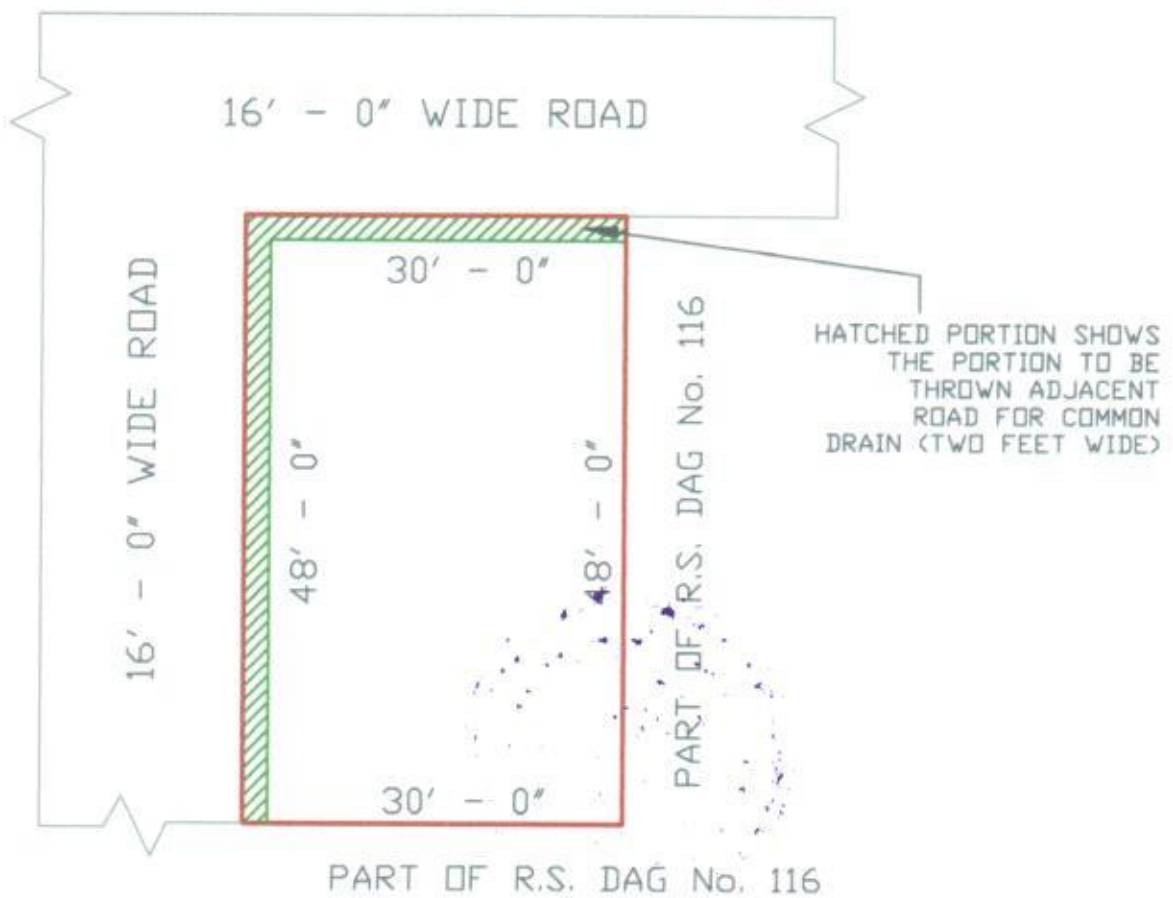 16' - 0" WIDE ROAD
30' - 0"
16' - 0" WIDE ROAD
48' - 0"
48' - 0"
PART OF R.S. DAG No. 116
HATCHED PORTION SHOWS
THE PORTION TO BE
THROWN ADJACENT
ROAD FOR COMMON
DRAIN (TWO FEET WIDE)
30' - 0"
PART OF R.S. DAG No. 116